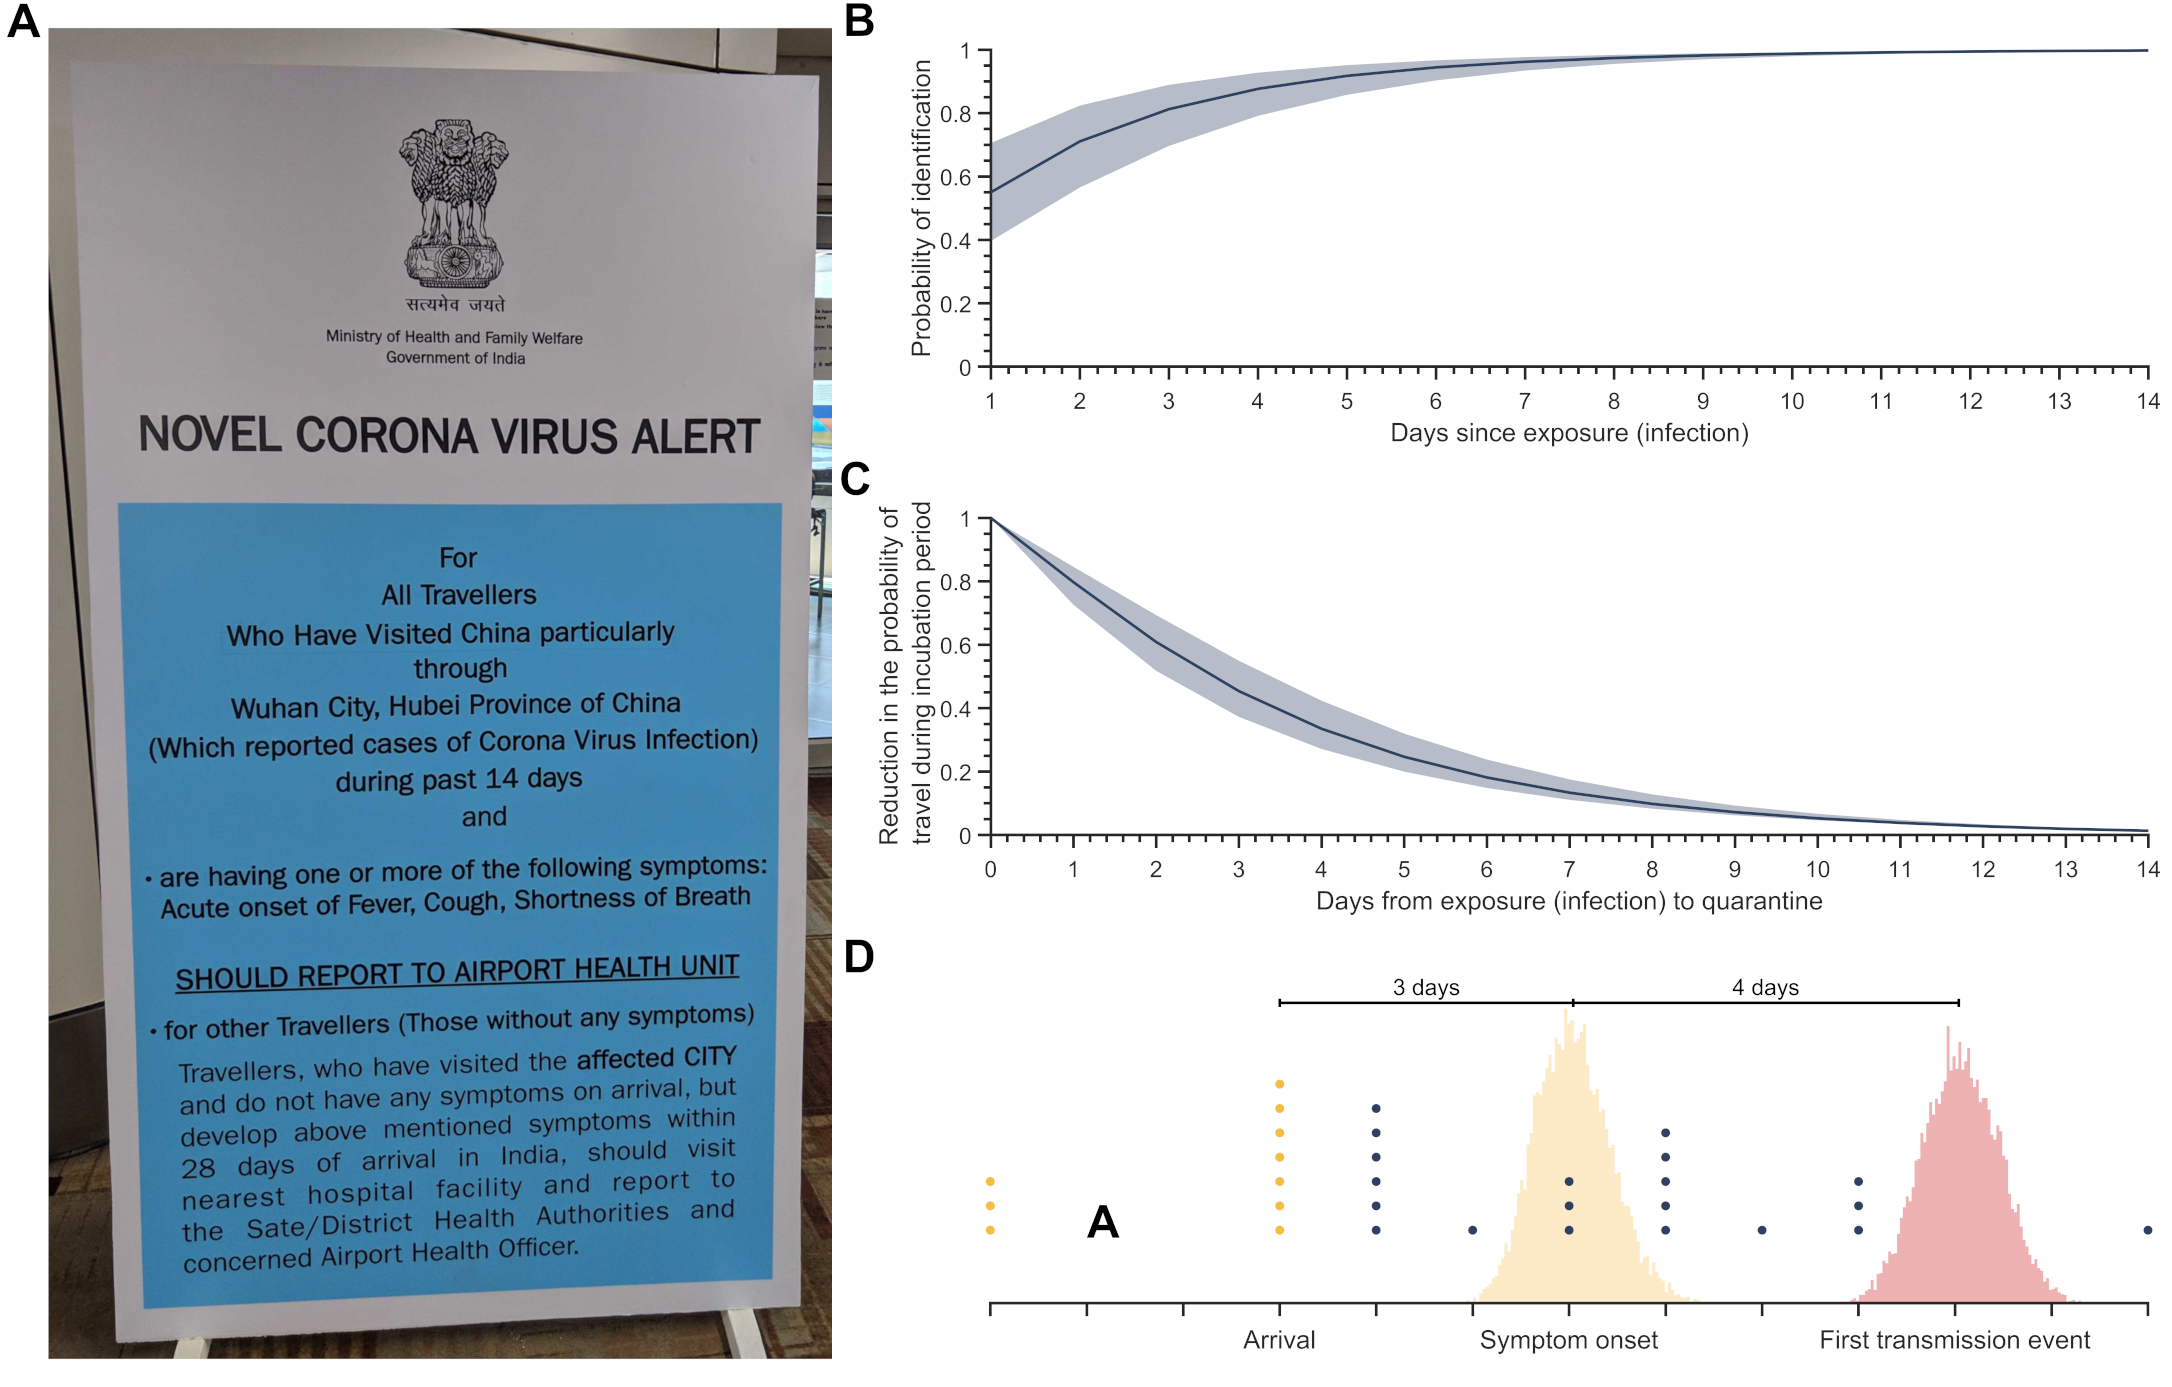 A
सत्यमेव जयते
Ministry of Health and Family Welfare
Government of India
NOVEL CORONA VIRUS ALERT
For
All Travellers
Who Have Visited China particularly
through
Wuhan City, Hubei Province of China
(Which reported cases of Corona Virus Infection)
during past 14 days
and
· are having one or more of the following symptoms:
Acute onset of Fever, Cough, Shortness of Breath
SHOULD REPORT TO AIRPORT HEALTH UNIT
· for other Travellers (Those without any symptoms)
Travellers, who have visited the affected CITY
and do not have any symptoms on arrival, but
develop above mentioned symptoms within
28 days of arrival in India, should visit
nearest hospital facility and report to
the Sate/District Health Authorities and
concerned Airport Health Officer.
B
Probability of identification
1
0.8
0.6
0.4
0.2
0
1 2 3 4 5 6 7 8 9 10 11 12 13 14
Days since exposure (infection)
C
Reduction in the probability of
travel during incubation period
1
0.8
0.6
0.4
0.2
0
0 1 2 3 4 5 6 7 8 9 10 11 12 13 14
Days from exposure (infection) to quarantine
D
3 days 4 days
A
Arrival Symptom onset First transmission event